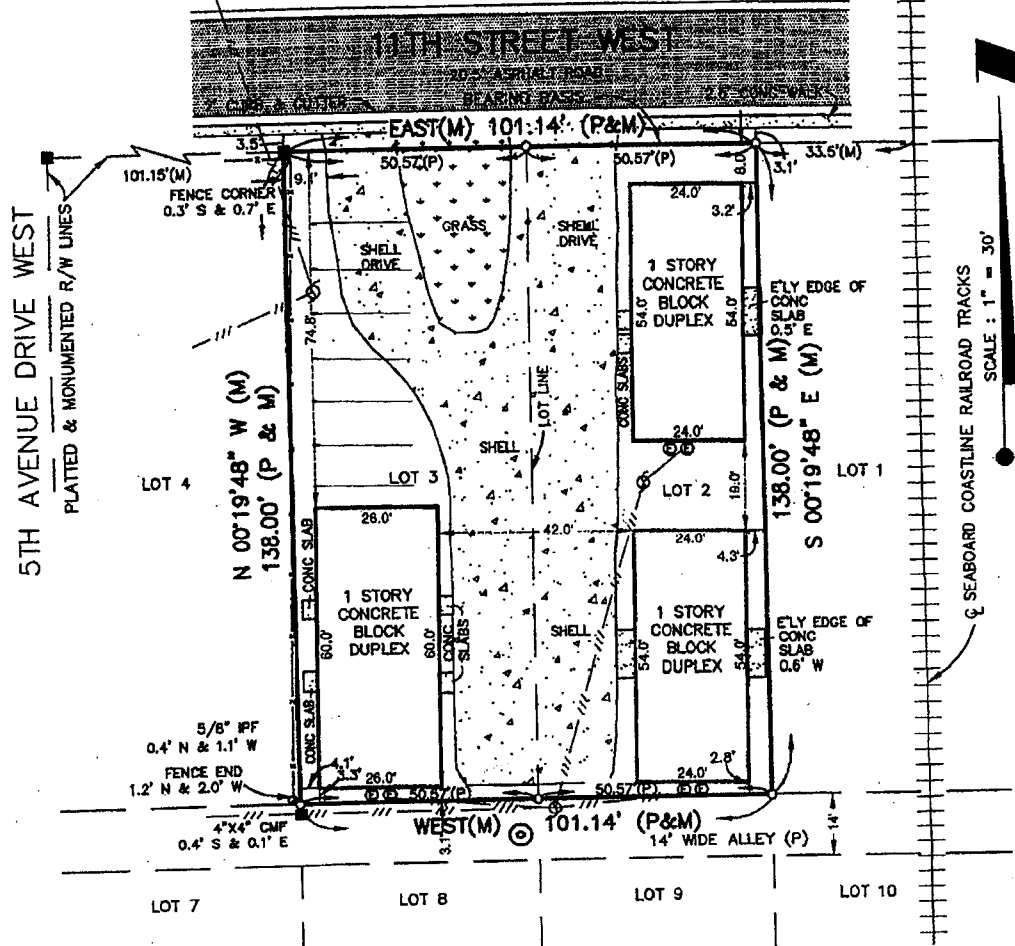 11TH STREET WEST
20.5' ASPHALT ROAD
2' CURB & GUTTER
BEARING BASIS
2.5' CONC WALK
EAST(M) 101.14' (P&M)
3.5'
50.57'(P)
50.57'(P)
8.0'
3.1'
33.5'(M)
101.15'(M)
9.1'
FENCE CORNER
0.3' S & 0.7' E
5TH AVENUE DRIVE WEST
PLATTED & MONUMENTED R/W LINES
GRASS
SHELL
DRIVE
SHELL
DRIVE
24.0'
3.2'
1 STORY
CONCRETE
BLOCK
DUPLEX
54.0'
54.0'
E'LY EDGE OF
CONC
SLAB
0.5' E
74.8'
CONC SLABS
LOT LINE
SHELL
N 00°19'48" W (M)
138.00' (P & M)
138.00' (P & M)
S 00°19'48" E (M)
LOT 4
LOT 3
24.0'
LOT 2
19.0'
LOT 1
SEABOARD COASTLINE RAILROAD TRACKS
SCALE : 1" = 30'
26.0'
42.0'
24.0'
4.3'
CONC SLAB
1 STORY
CONCRETE
BLOCK
DUPLEX
60.0'
60.0'
CONC
SLABS
SHELL
1 STORY
CONCRETE
BLOCK
DUPLEX
54.0'
54.0'
E'LY EDGE OF
CONC
SLAB
0.6' W
CONC SLAB
5/8" IPF
0.4' N & 1.1' W
FENCE END
1.2' N & 2.0' W
4.1'
3.3'
26.0'
50.57'(P)
50.57'(P)
24.0'
2.8'
4"X4" CMF
0.4' S & 0.1' E
3.1'
WEST(M) 101.14' (P&M)
14' WIDE ALLEY (P)
14'
LOT 7
LOT 8
LOT 9
LOT 10